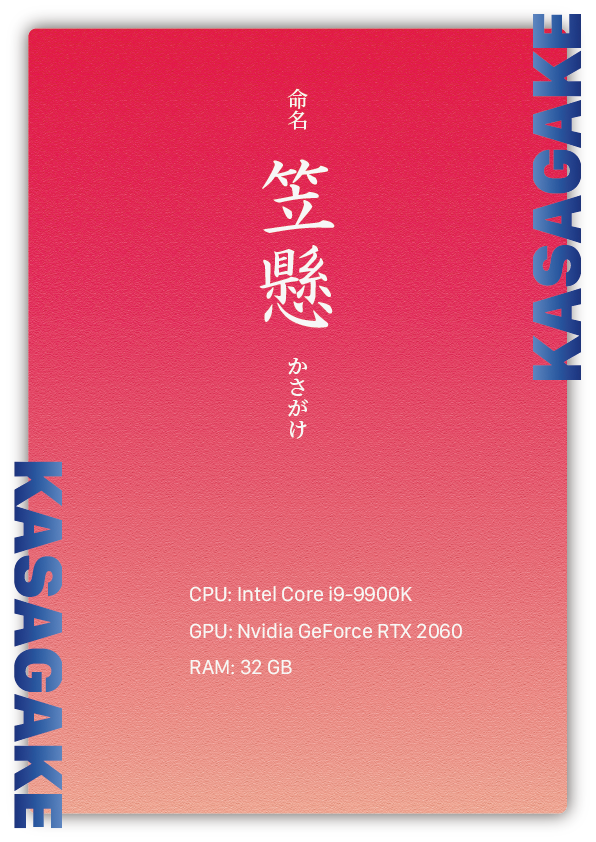 KASAGAKE
命名
笠懸
かさがけ
CPU: Intel Core i9-9900K
GPU: Nvidia GeForce RTX 2060
RAM: 32 GB
KASAGAKE